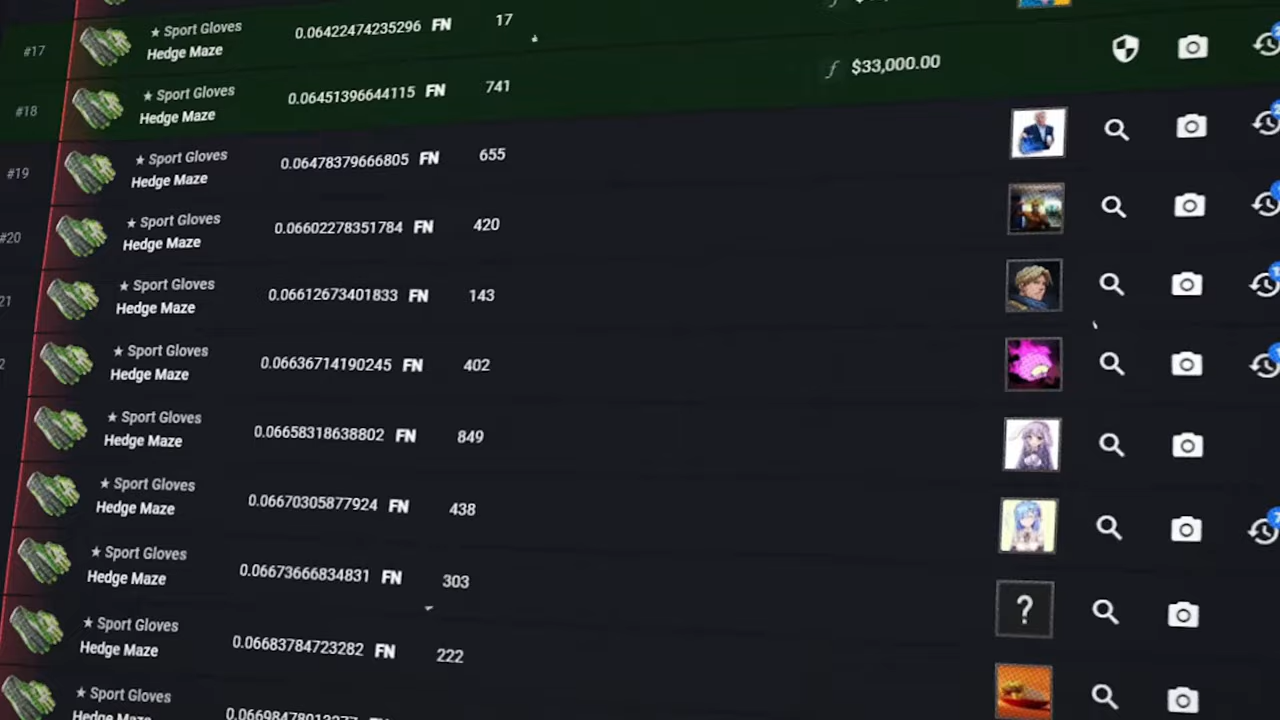 #17 ★ Sport Gloves 0.06422474235296 FN 17
Hedge Maze
#18 ★ Sport Gloves 0.06451396644115 FN 741 ƒ $33,000.00
Hedge Maze
#19 ★ Sport Gloves 0.06478379666805 FN 655
Hedge Maze
#20 ★ Sport Gloves 0.06602278351784 FN 420
Hedge Maze
21 ★ Sport Gloves 0.06612673401833 FN 143
Hedge Maze
2 ★ Sport Gloves 0.06636714190245 FN 402
Hedge Maze
★ Sport Gloves 0.06658318638802 FN 849
Hedge Maze
★ Sport Gloves 0.06670305877924 FN 438
Hedge Maze
★ Sport Gloves 0.06673666834831 FN 303
Hedge Maze
?
★ Sport Gloves 0.06683784723282 FN 222
Hedge Maze
★ Sport Gloves
Hedge Maze